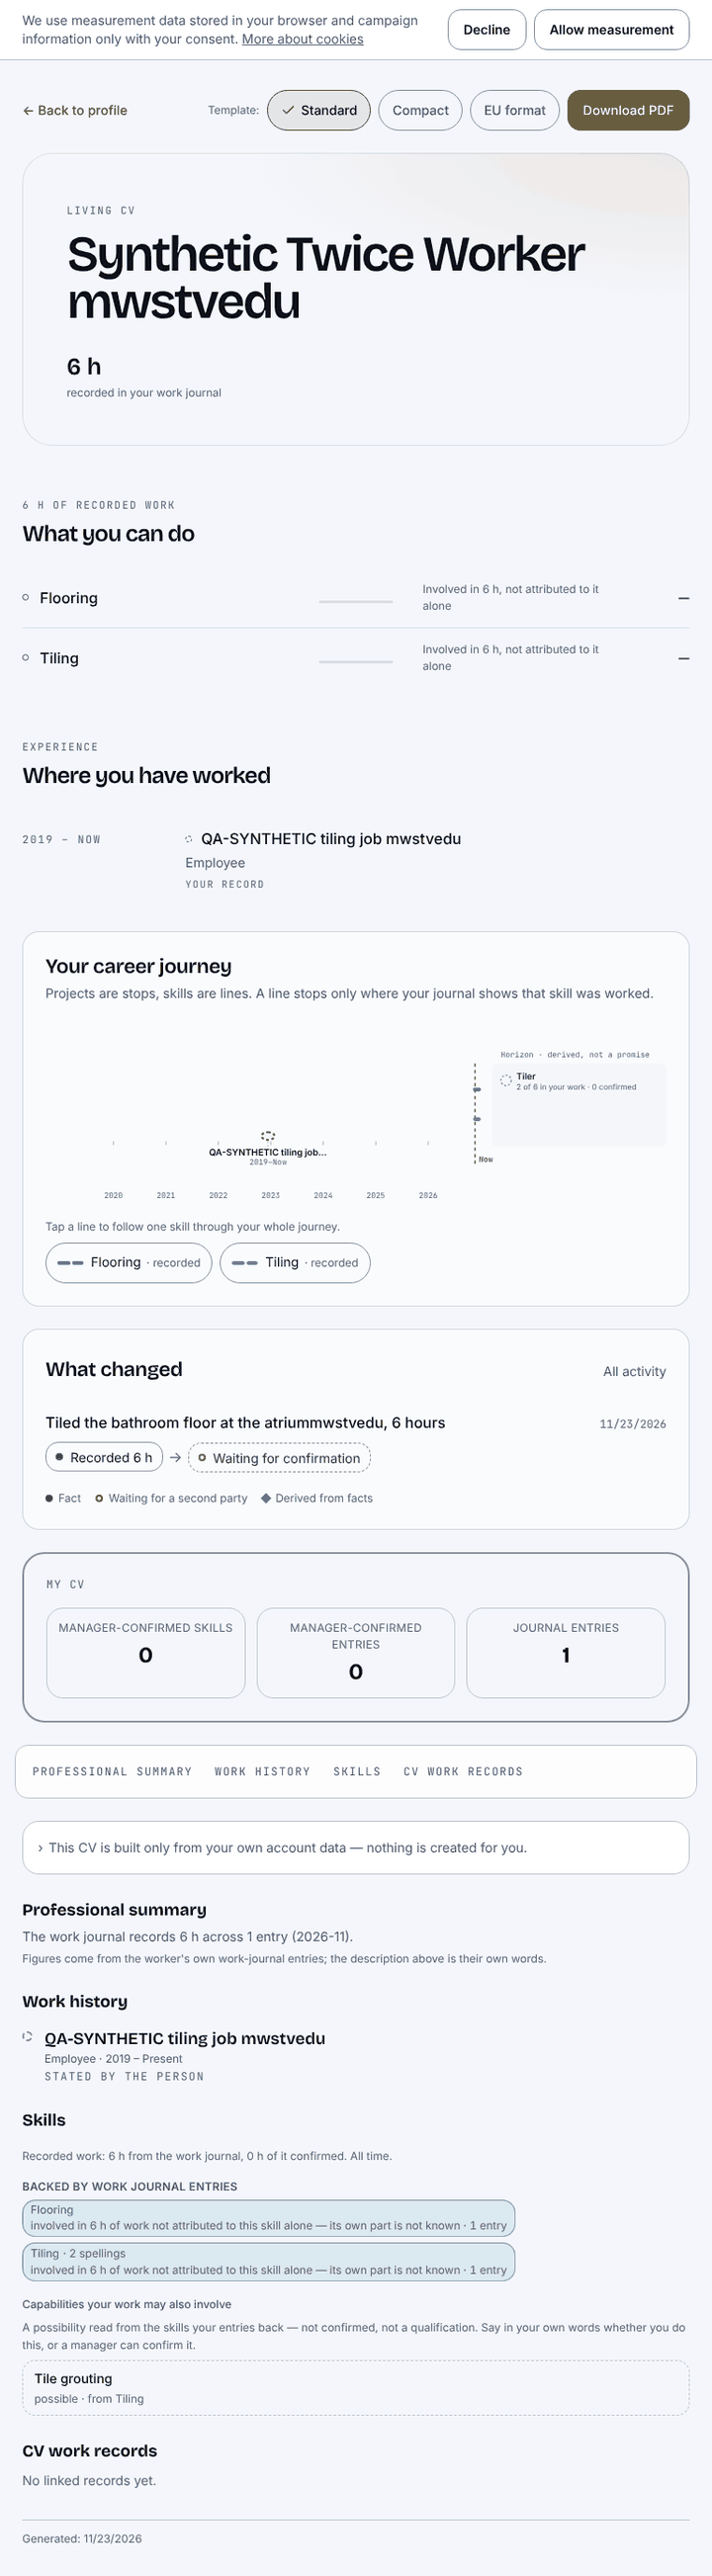 We use measurement data stored in your browser and campaign
information only with your consent. More about cookies
Decline
Allow measurement
← Back to profile
Template:
✓ Standard
Compact
EU format
Download PDF
LIVING CV
Synthetic Twice Worker
mwstvedu
6 h
recorded in your work journal
6 H OF RECORDED WORK
What you can do
Flooring
Involved in 6 h, not attributed to it
alone
—
Tiling
Involved in 6 h, not attributed to it
alone
—
EXPERIENCE
Where you have worked
2019 – NOW
QA-SYNTHETIC tiling job mwstvedu
Employee
YOUR RECORD
Your career journey
Projects are stops, skills are lines. A line stops only where your journal shows that skill was worked.
Horizon · derived, not a promise
Tiler
2 of 6 in your work · 0 confirmed
QA-SYNTHETIC tiling job…
2019–Now
Now
2020 2021 2022 2023 2024 2025 2026
Tap a line to follow one skill through your whole journey.
Flooring · recorded
Tiling · recorded
What changed
All activity
Tiled the bathroom floor at the atriummwstvedu, 6 hours
11/23/2026
Recorded 6 h → Waiting for confirmation
Fact Waiting for a second party Derived from facts
MY CV
MANAGER-CONFIRMED SKILLS
0
MANAGER-CONFIRMED
ENTRIES
0
JOURNAL ENTRIES
1
PROFESSIONAL SUMMARY WORK HISTORY SKILLS CV WORK RECORDS
› This CV is built only from your own account data — nothing is created for you.
Professional summary
The work journal records 6 h across 1 entry (2026-11).
Figures come from the worker's own work-journal entries; the description above is their own words.
Work history
QA-SYNTHETIC tiling job mwstvedu
Employee · 2019 – Present
STATED BY THE PERSON
Skills
Recorded work: 6 h from the work journal, 0 h of it confirmed. All time.
BACKED BY WORK JOURNAL ENTRIES
Flooring
involved in 6 h of work not attributed to this skill alone — its own part is not known · 1 entry
Tiling · 2 spellings
involved in 6 h of work not attributed to this skill alone — its own part is not known · 1 entry
Capabilities your work may also involve
A possibility read from the skills your entries back — not confirmed, not a qualification. Say in your own words whether you do
this, or a manager can confirm it.
Tile grouting
possible · from Tiling
CV work records
No linked records yet.
Generated: 11/23/2026